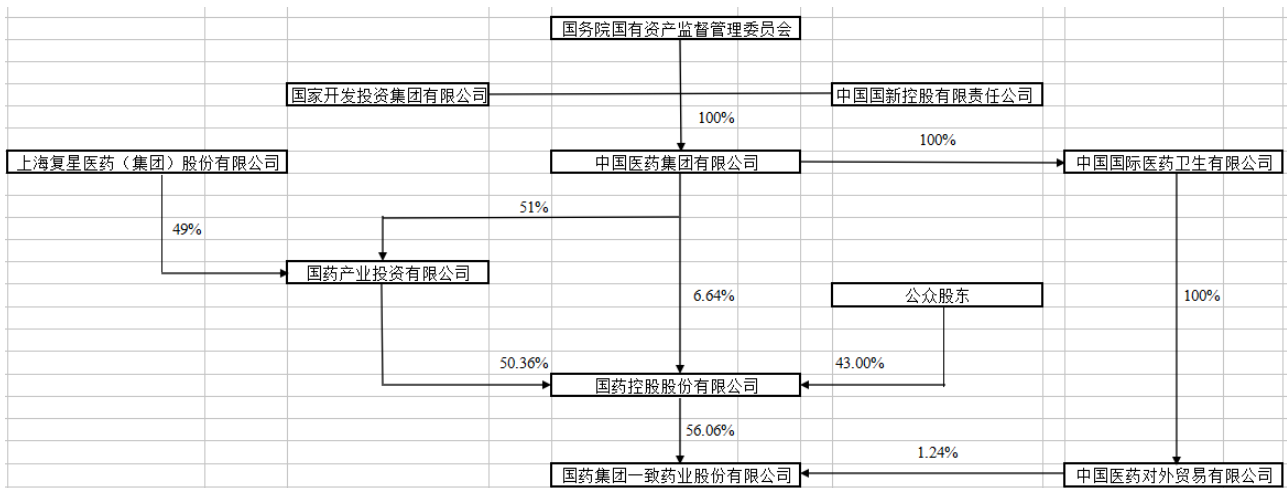 国务院国有资产监督管理委员会
国家开发投资集团有限公司
中国国新控股有限责任公司
100%
100%
上海复星医药（集团）股份有限公司
中国医药集团有限公司
中国国际医药卫生有限公司
51%
49%
国药产业投资有限公司
6.64%
公众股东
100%
50.36%
43.00%
国药控股股份有限公司
56.06%
1.24%
国药集团一致药业股份有限公司
中国医药对外贸易有限公司